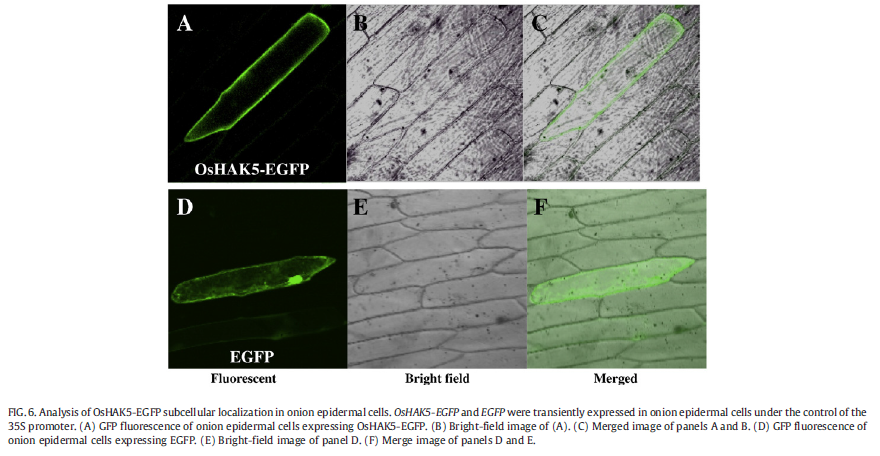 A
B
C
OsHAK5-EGFP
D
E
F
EGFP
Fluorescent
Bright field
Merged
FIG. 6. Analysis of OsHAK5-EGFP subcellular localization in onion epidermal cells. OsHAK5-EGFP and EGFP were transiently expressed in onion epidermal cells under the control of the
35S promoter. (A) GFP fluorescence of onion epidermal cells expressing OsHAK5-EGFP. (B) Bright-field image of (A). (C) Merged image of panels A and B. (D) GFP fluorescence of
onion epidermal cells expressing EGFP. (E) Bright-field image of panel D. (F) Merge image of panels D and E.